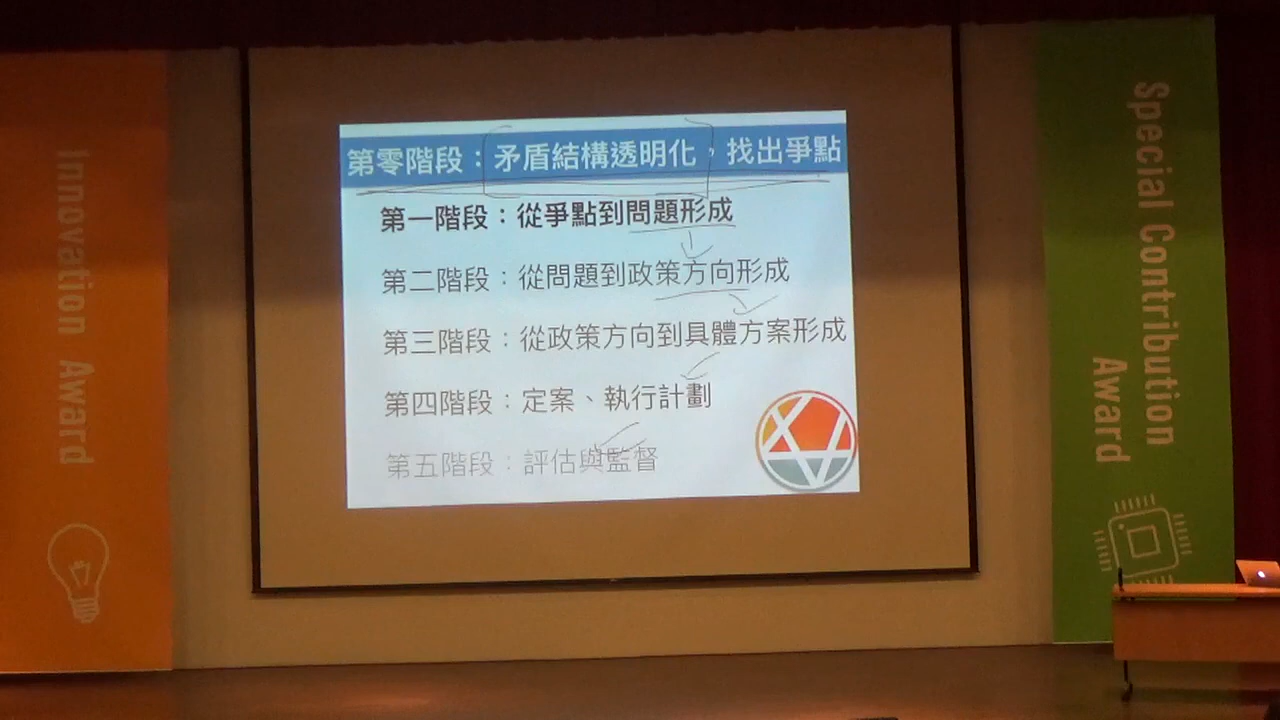 Innovation Award
第零階段：矛盾結構透明化，找出爭點
第一階段：從爭點到問題形成
第二階段：從問題到政策方向形成
第三階段：從政策方向到具體方案形成
第四階段：定案、執行計劃
第五階段：評估與監督
Special Contribution
Award